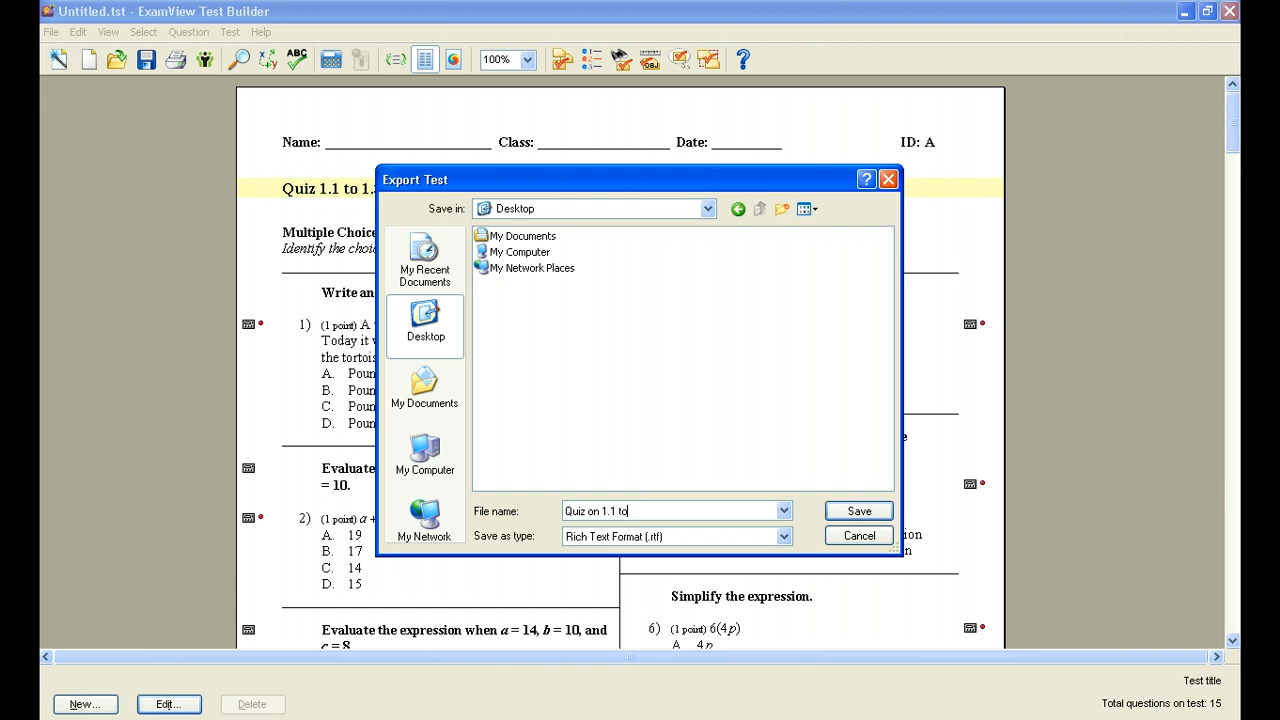 Untitled.tst - ExamView Test Builder
File Edit View Select Question Test Help
ABC 100% OBJ ?
Name: Class: Date: ID: A
Quiz 1.1 to 1.
Multiple Choic
Identify the choi
Write an
1) (1 point) A
Today it
the tortois
A. Poun
B. Poun
C. Poun
D. Poun
Evaluate
= 10.
2) (1 point) a +
A. 19
B. 17
C. 14
D. 15
Evaluate the expression when a = 14, b = 10, and
c = 8
e
ion
n
Simplify the expression.
6) (1 point) 6(4p)
A 4p
Export Test
Save in: Desktop
My Recent
Documents
Desktop
My Documents
My Computer
My Network
My Documents
My Computer
My Network Places
File name: Quiz on 1.1 to Save
Save as type: Rich Text Format (.rtf) Cancel
Test title
New... Edit... Delete Total questions on test: 15